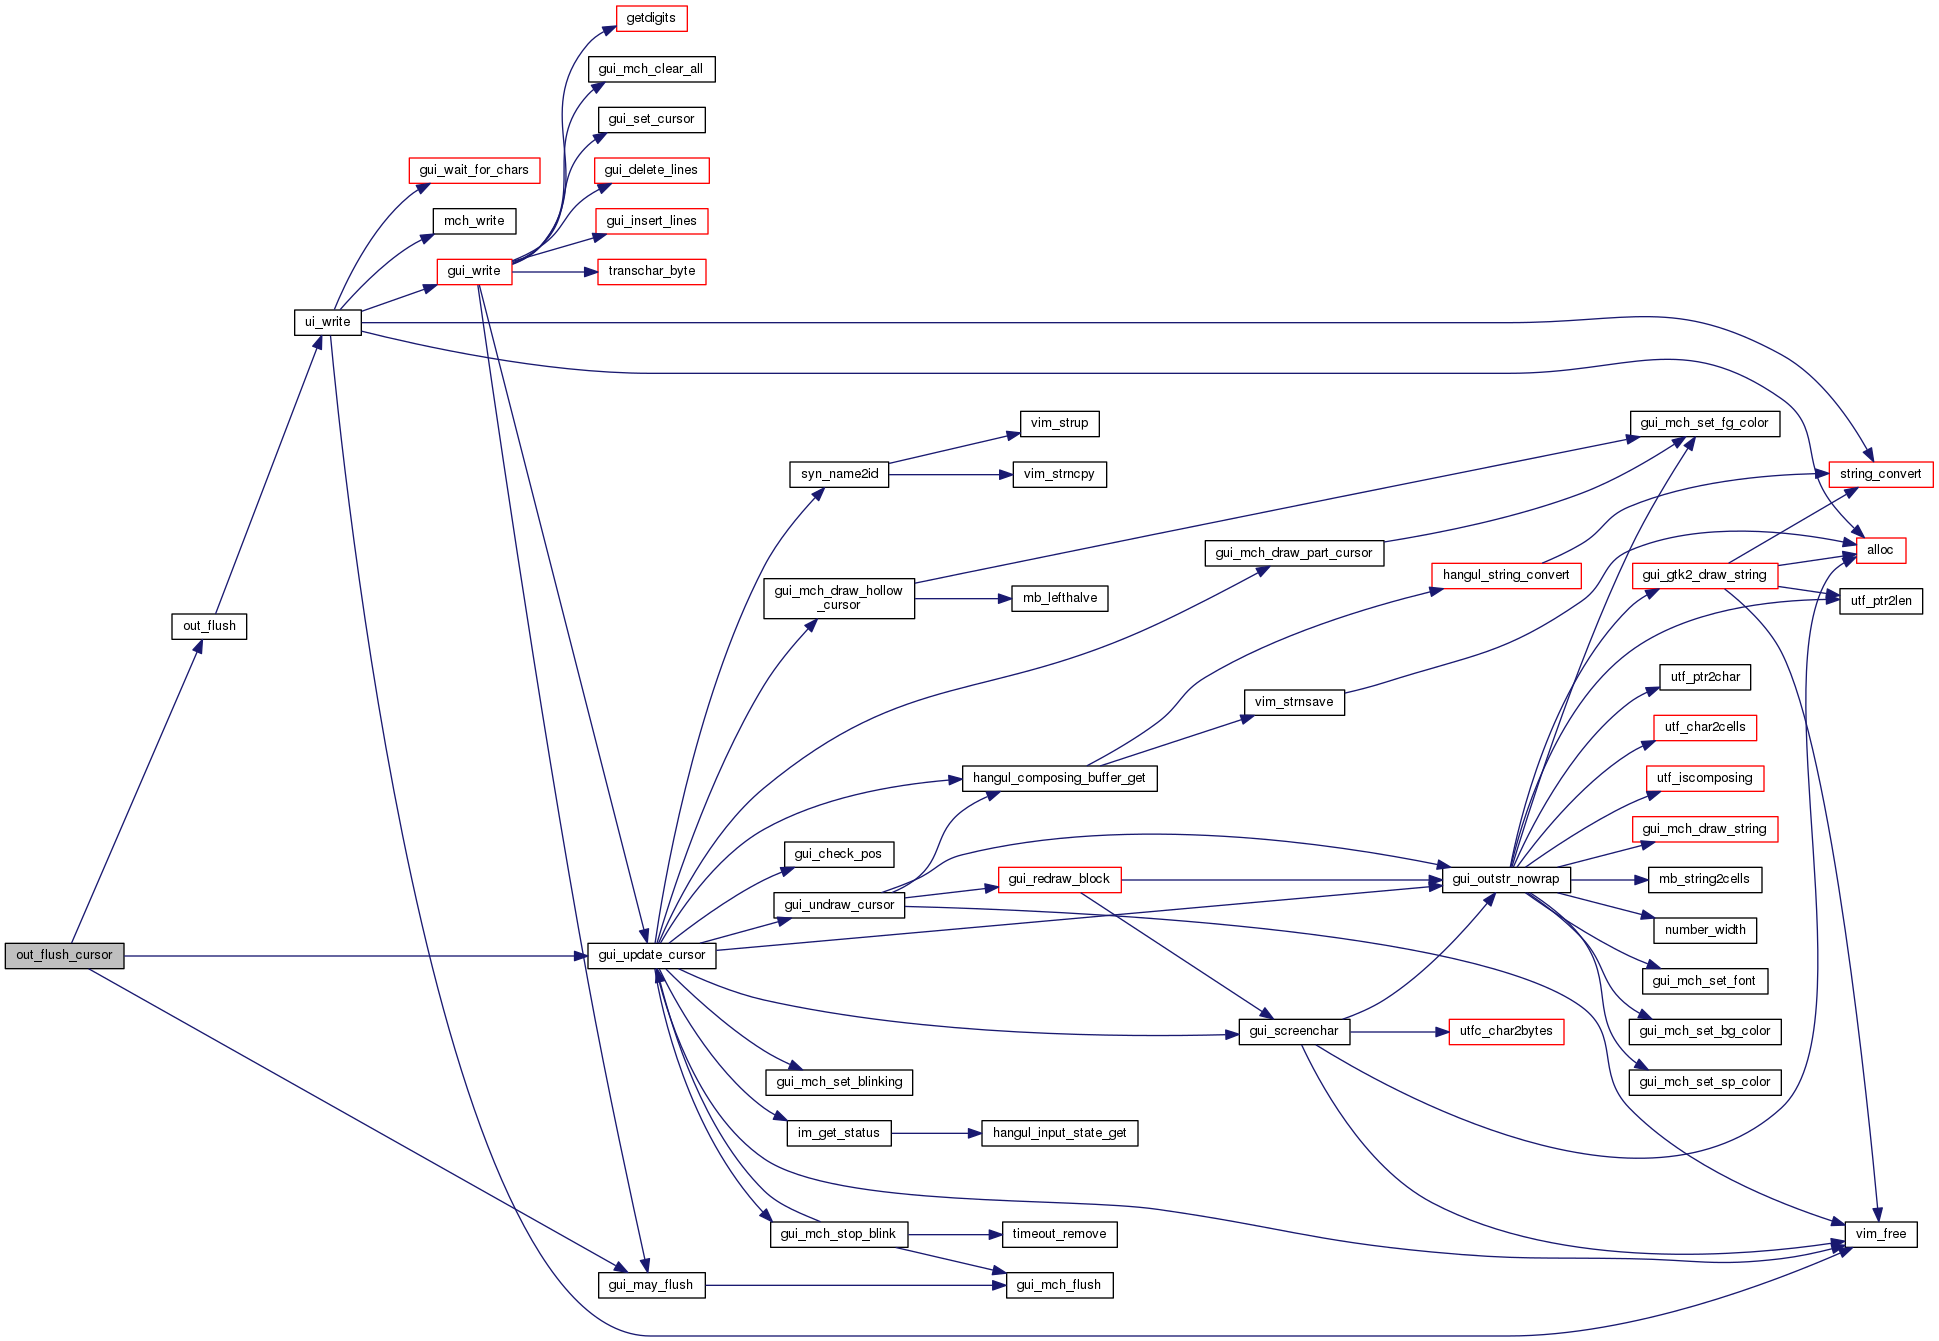 getdigits
gui_mch_clear_all
gui_set_cursor
gui_wait_for_chars
gui_delete_lines
mch_write
gui_insert_lines
gui_write
transchar_byte
ui_write
vim_strup
gui_mch_set_fg_color
syn_name2id
vim_strncpy
string_convert
gui_mch_draw_part_cursor
alloc
gui_mch_draw_hollow
_cursor
mb_lefthalve
hangul_string_convert
gui_gtk2_draw_string
utf_ptr2len
out_flush
utf_ptr2char
vim_strnsave
utf_char2cells
hangul_composing_buffer_get
utf_iscomposing
gui_mch_draw_string
gui_check_pos
gui_redraw_block
gui_outstr_nowrap
mb_string2cells
gui_undraw_cursor
number_width
out_flush_cursor
gui_update_cursor
gui_mch_set_font
gui_screenchar
utfc_char2bytes
gui_mch_set_bg_color
gui_mch_set_blinking
gui_mch_set_sp_color
im_get_status
hangul_input_state_get
gui_mch_stop_blink
timeout_remove
vim_free
gui_may_flush
gui_mch_flush